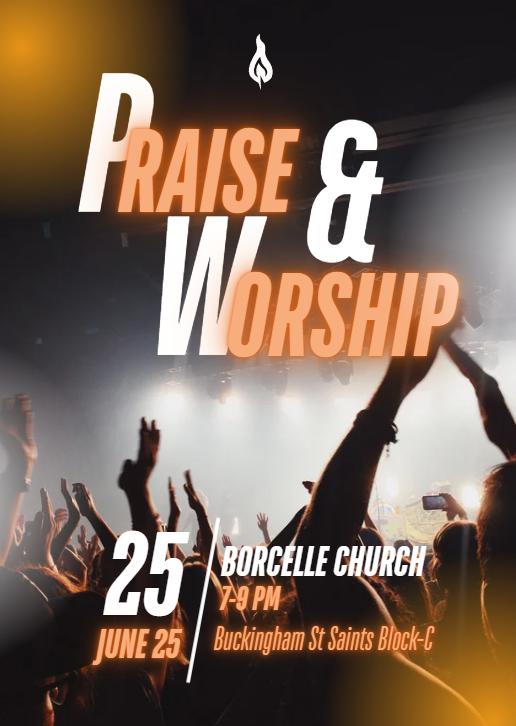 PRAISE &
WORSHIP
25
JUNE 25
BORCELLE CHURCH
7-9 PM
Buckingham St Saints Block-C